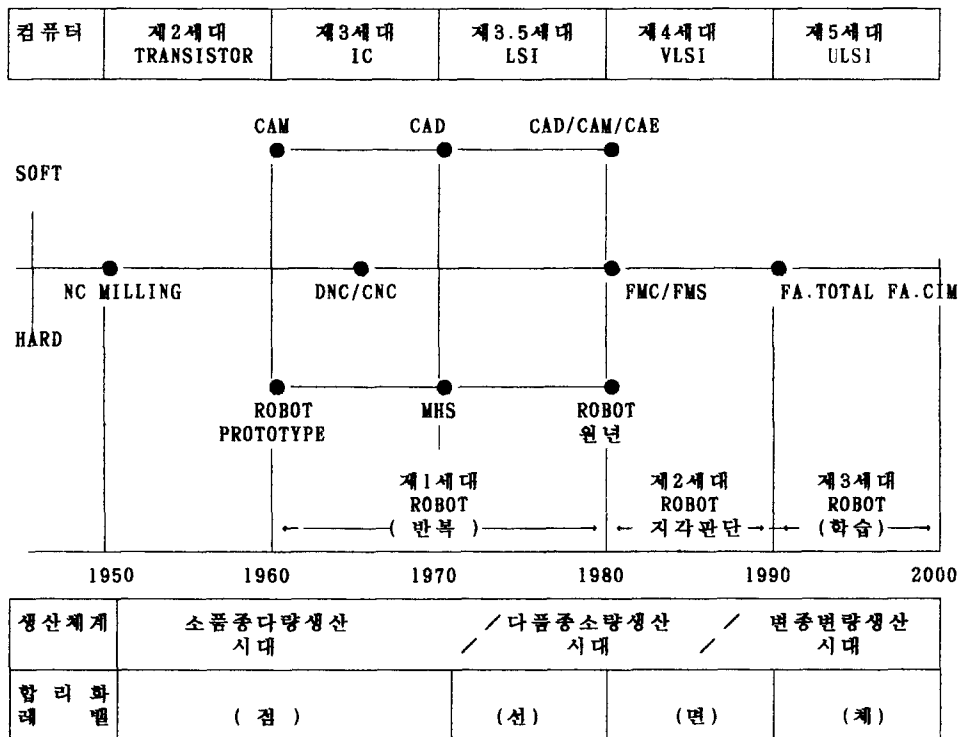 컴퓨터 제2세대 제3세대 제3.5세대 제4세대 제5세대
TRANSISTOR IC LSI VLSI ULSI
CAM CAD CAD/CAM/CAE
SOFT
NC MILLING DNC/CNC FMC/FMS FA.TOTAL FA.CIM
HARD
ROBOT MHS ROBOT
PROTOTYPE 원년
제1세대 제2세대 제3세대
ROBOT ROBOT ROBOT
( 반복 ) 지각판단 (학습)
1950 1960 1970 1980 1990 2000
생산체계 소품종다량생산 / 다품종소량생산 / 변종변량생산
시대 / 시대 / 시대
합 리 화
레 벨 ( 점 ) (선) (면) (체)